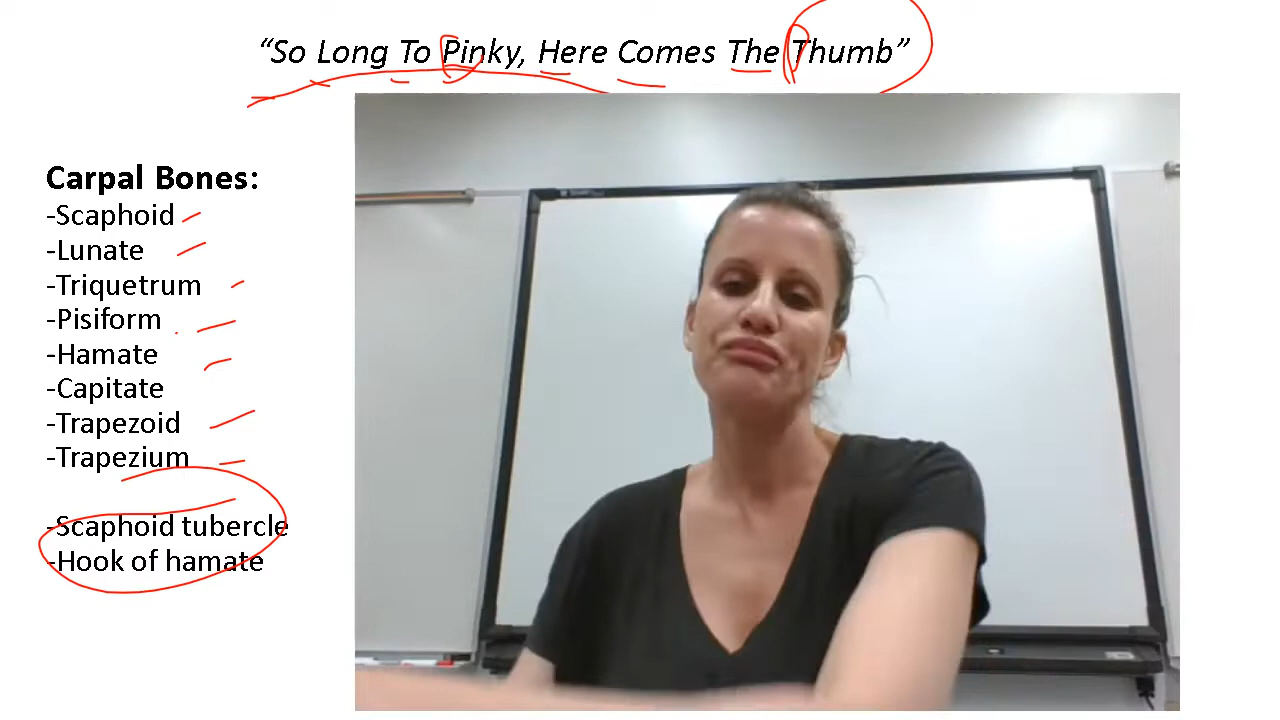 “So Long To Pinky, Here Comes The Thumb”
Carpal Bones:
-Scaphoid
-Lunate
-Triquetrum
-Pisiform
-Hamate
-Capitate
-Trapezoid
-Trapezium
-Scaphoid tubercle
-Hook of hamate